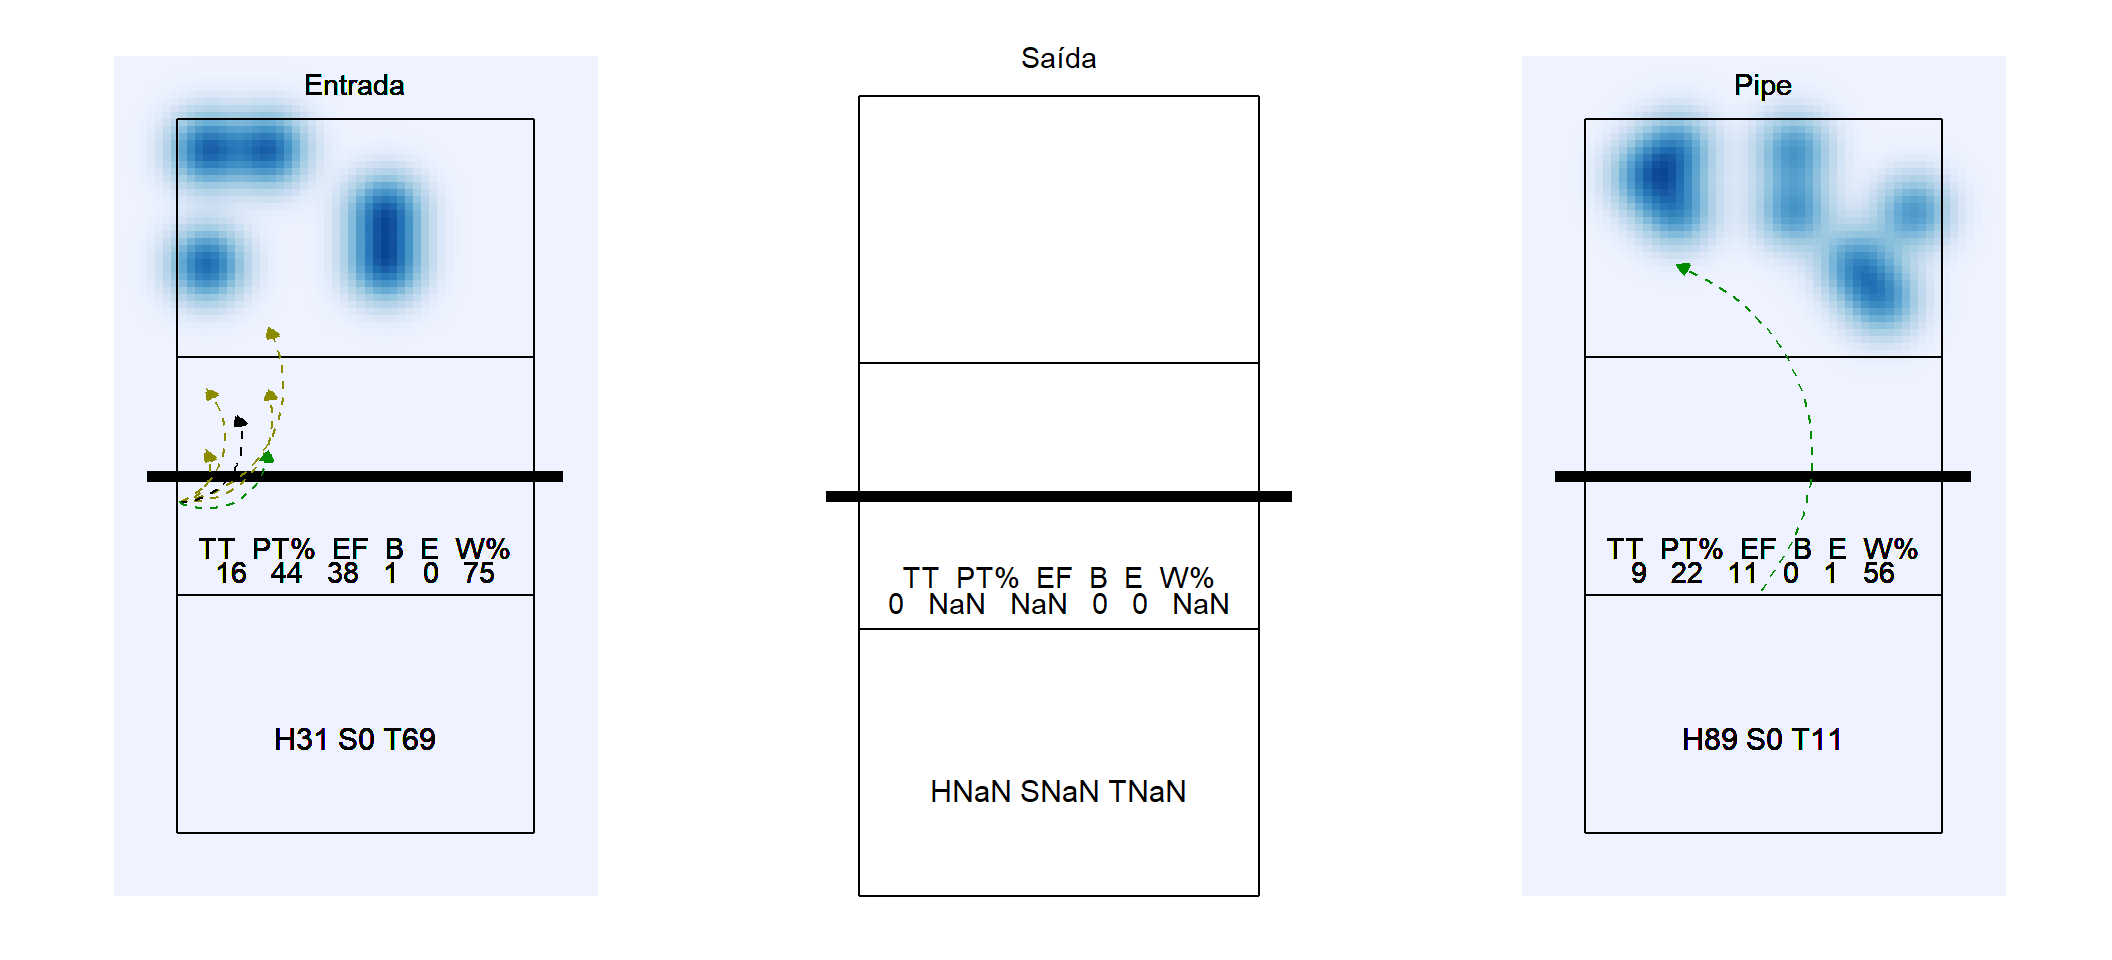 Entrada
TT PT% EF B E W%
16 44 38 1 0 75
H31 S0 T69
Saída
TT PT% EF B E W%
0 NaN NaN 0 0 NaN
HNaN SNaN TNaN
Pipe
TT PT% EF B E W%
9 22 11 0 1 56
H89 S0 T11